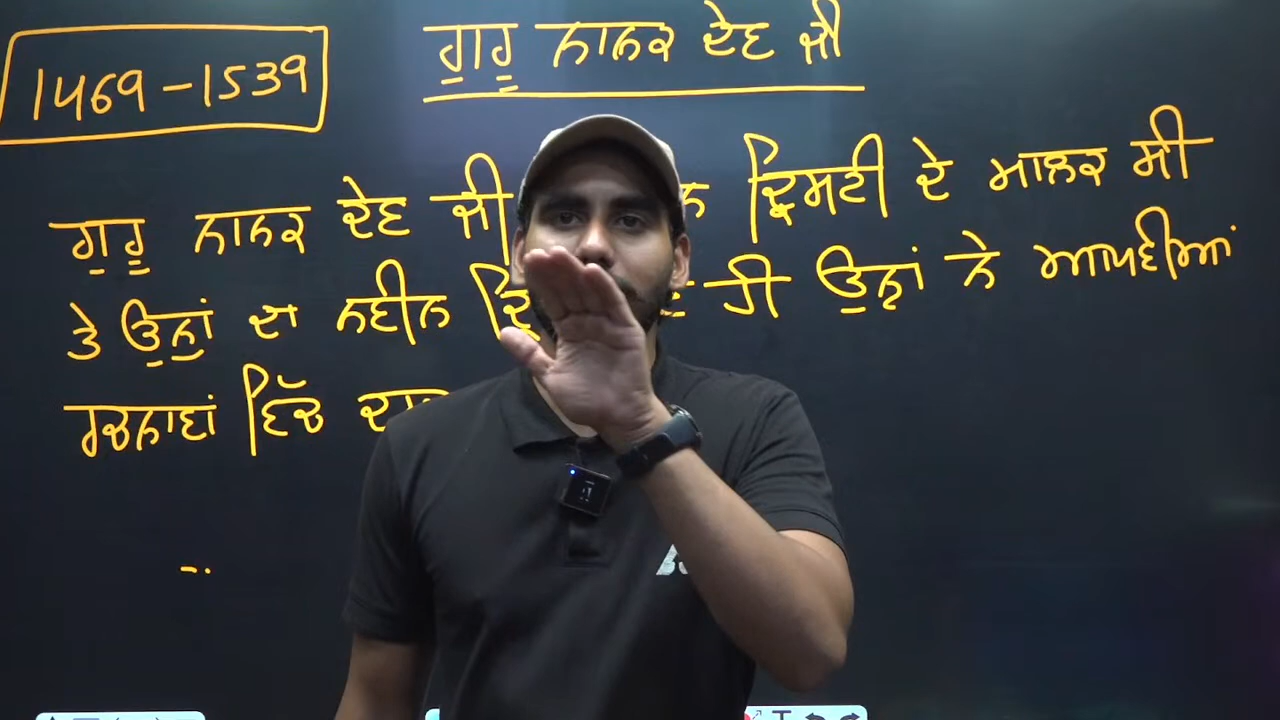 1469-1539
ਗੁਰੂ ਨਾਨਕ ਦੇਵ ਜੀ
ਗੁਰੂ ਨਾਨਕ ਦੇਵ ਜੀ ਦ੍ਰਿਸ਼ਟੀ ਦੇ ਮਾਲਕ ਸੀ
ਤੇ ਉਨ੍ਹਾਂ ਦਾ ਨਵੀਨ ਹੀ ਉਨ੍ਹਾਂ ਨੇ ਆਪਣੀਆਂ
ਰਚਨਾਵਾਂ ਵਿੱਚ